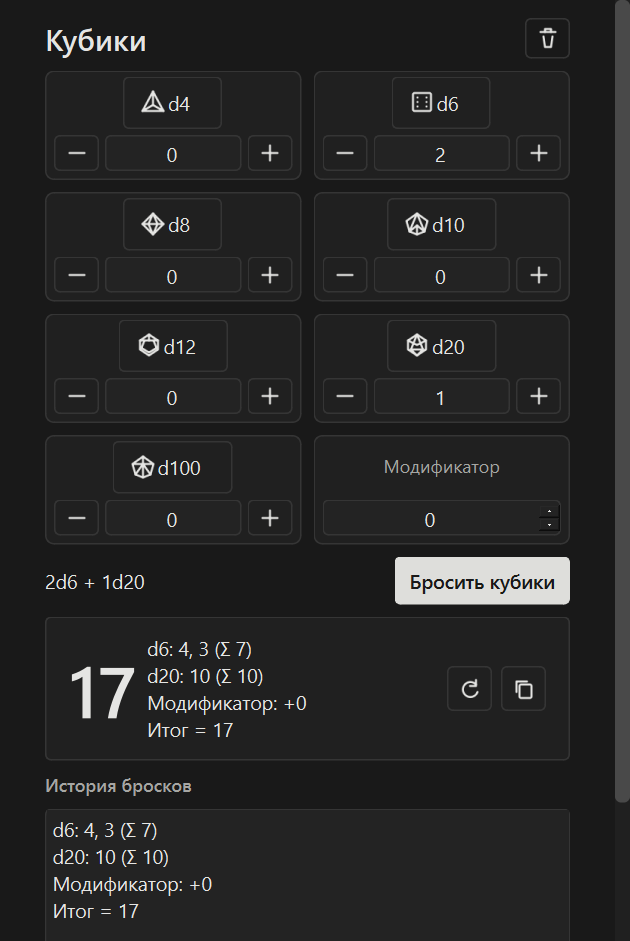 Кубики
d4
d6
0
2
d8
d10
0
0
d12
d20
0
1
d100
Модификатор
0
0
2d6 + 1d20
Бросить кубики
17
d6: 4, 3 (Σ 7)
d20: 10 (Σ 10)
Модификатор: +0
Итог = 17
История бросков
d6: 4, 3 (Σ 7)
d20: 10 (Σ 10)
Модификатор: +0
Итог = 17